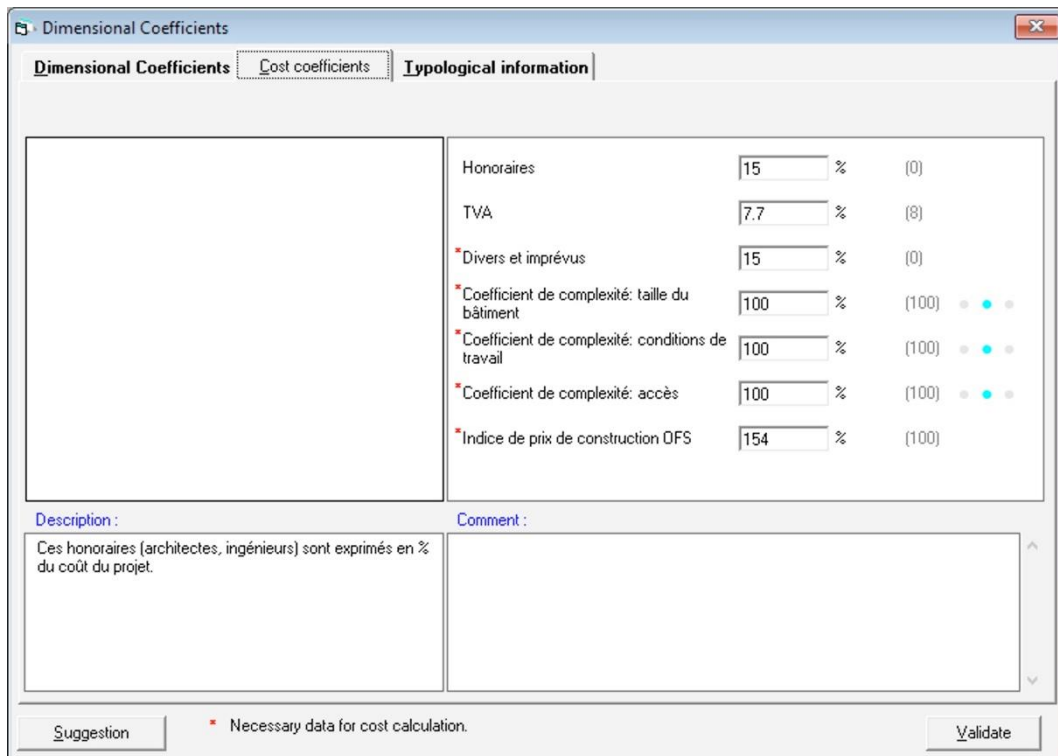 Dimensional Coefficients
Dimensional Coefficients Cost coefficients Typological information
Honoraires 15 % (0)
TVA 7.7 % (8)
*Divers et imprévus 15 % (0)
*Coefficient de complexité: taille du
bâtiment 100 % (100)
*Coefficient de complexité: conditions de
travail 100 % (100)
*Coefficient de complexité: accès 100 % (100)
*Indice de prix de construction OFS 154 % (100)
Description : Comment :
Ces honoraires (architectes, ingénieurs) sont exprimés en %
du coût du projet.
Suggestion * Necessary data for cost calculation. Validate